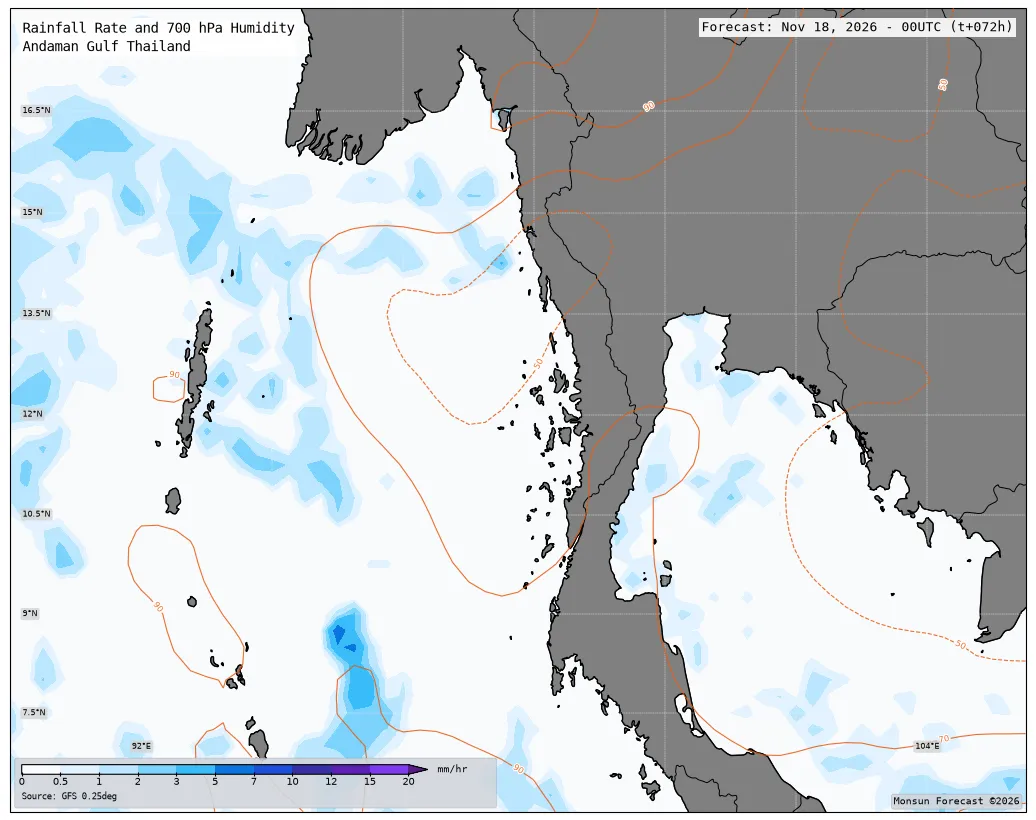 Rainfall Rate and 700 hPa Humidity
Andaman Gulf Thailand
Forecast: Nov 18, 2026 - 00UTC (t+072h)
90
50
16.5°N
15°N
13.5°N
50
90
12°N
10.5°N
90
9°N
50
7.5°N
92°E
70
104°E
90
mm/hr
0 0.5 1 2 3 5 7 10 12 15 20
Source: GFS 0.25deg
Monsun Forecast ©2026